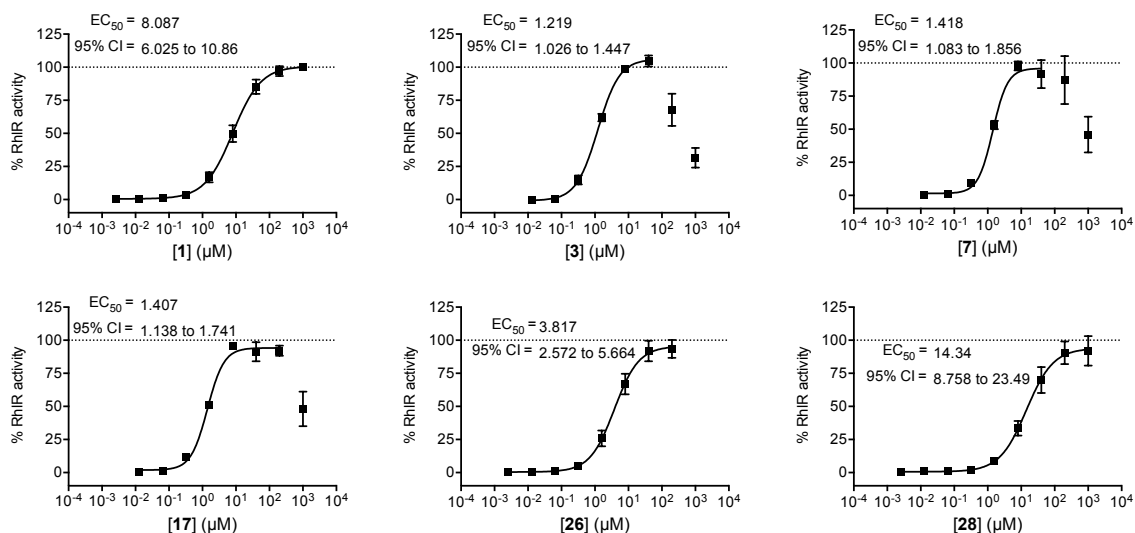 EC50 = 8.087
95% CI = 6.025 to 10.86
125
100
75
50
25
0
% RhlR activity
10-4 10-3 10-2 10-1 100 101 102 103 104
[1] (µM)
EC50 = 1.219
95% CI = 1.026 to 1.447
125
100
75
50
25
0
% RhlR activity
10-4 10-3 10-2 10-1 100 101 102 103 104
[3] (µM)
EC50 = 1.418
95% CI = 1.083 to 1.856
125
100
75
50
25
0
% RhlR activity
10-4 10-3 10-2 10-1 100 101 102 103 104
[7] (µM)
EC50 = 1.407
95% CI = 1.138 to 1.741
125
100
75
50
25
0
% RhlR activity
10-4 10-3 10-2 10-1 100 101 102 103 104
[17] (µM)
EC50 = 3.817
95% CI = 2.572 to 5.664
125
100
75
50
25
0
% RhlR activity
10-4 10-3 10-2 10-1 100 101 102 103 104
[26] (µM)
EC50 = 14.34
95% CI = 8.758 to 23.49
125
100
75
50
25
0
% RhlR activity
10-4 10-3 10-2 10-1 100 101 102 103 104
[28] (µM)